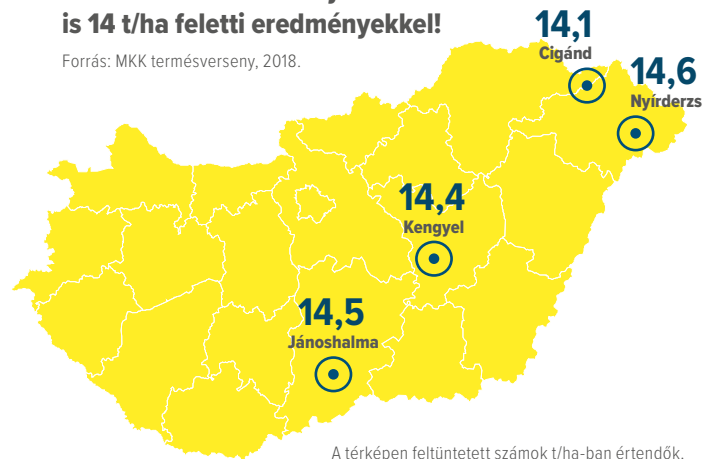 is 14 t/ha feletti eredményekkel!
Forrás: MKK termésverseny, 2018.
14,1
Cigánd
14,6
Nyírderzs
14,4
Kengyel
14,5
Jánoshalma
A térképen feltüntetett számok t/ha-ban értendők.